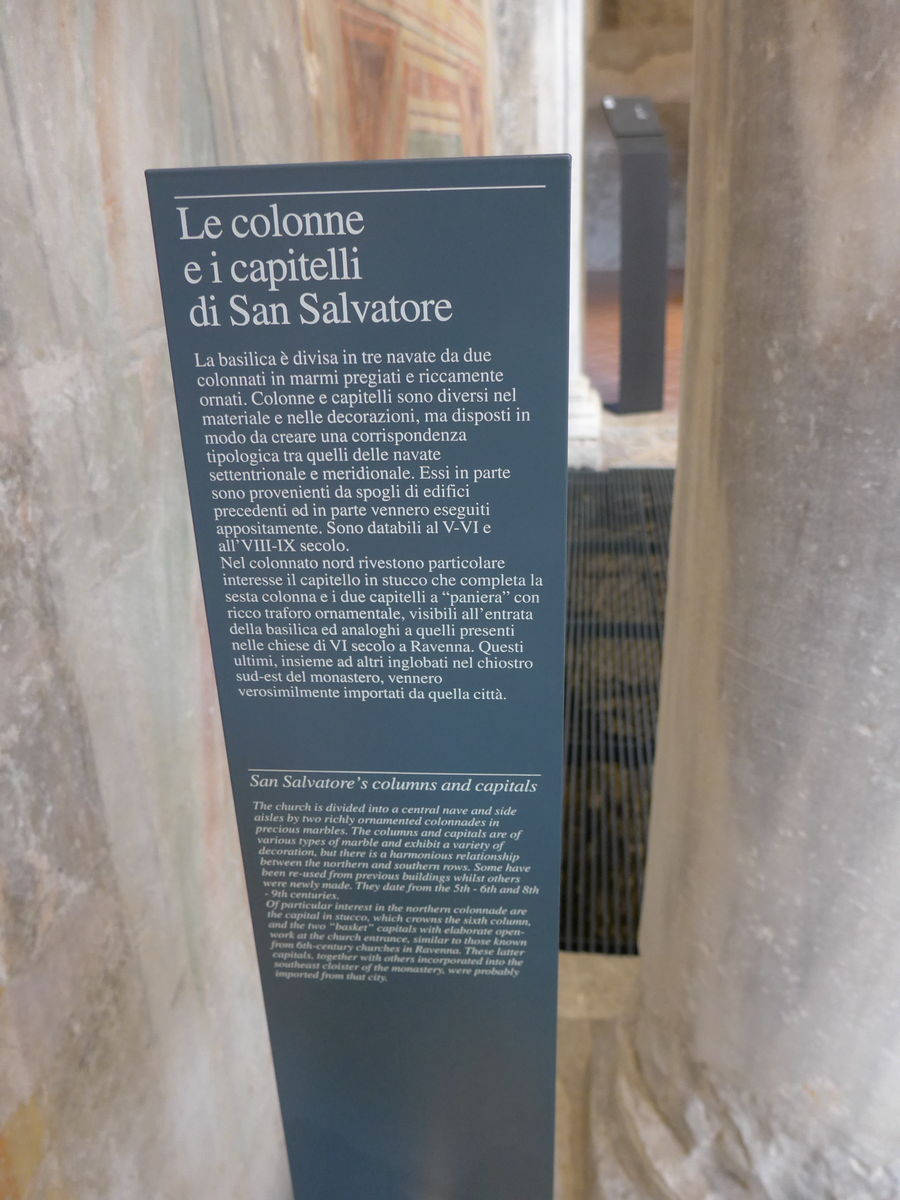 Le colonne
e i capitelli
di San Salvatore
La basilica è divisa in tre navate da due
colonnati in marmi pregiati e riccamente
ornati. Colonne e capitelli sono diversi nel
materiale e nelle decorazioni, ma disposti in
modo da creare una corrispondenza
tipologica tra quelli delle navate
settentrionale e meridionale. Essi in parte
sono provenienti da spogli di edifici
precedenti ed in parte vennero eseguiti
appositamente. Sono databili al V-VI e
all'VIII-IX secolo.
Nel colonnato nord rivestono particolare
interesse il capitello in stucco che completa la
sesta colonna e i due capitelli a “paniera” con
ricco traforo ornamentale, visibili all'entrata
della basilica ed analoghi a quelli presenti
nelle chiese di VI secolo a Ravenna. Questi
ultimi, insieme ad altri inglobati nel chiostro
sud-est del monastero, vennero
verosimilmente importati da quella città.
San Salvatore's columns and capitals
The church is divided into a central nave and side
aisles by two richly ornamented colonnades in
precious marbles. The columns and capitals are of
various types of marble and exhibit a variety of
decoration, but there is a harmonious relationship
between the northern and southern rows. Some have
been re-used from previous buildings whilst others
were newly made. They date from the 5th - 6th and 8th
- 9th centuries.
Of particular interest in the northern colonnade are
the capital in stucco, which crowns the sixth column,
and the two “basket” capitals with elaborate open-
work at the church entrance, similar to those known
from 6th-century churches in Ravenna. These latter
capitals, together with others incorporated into the
southeast cloister of the monastery, were probably
imported from that city.